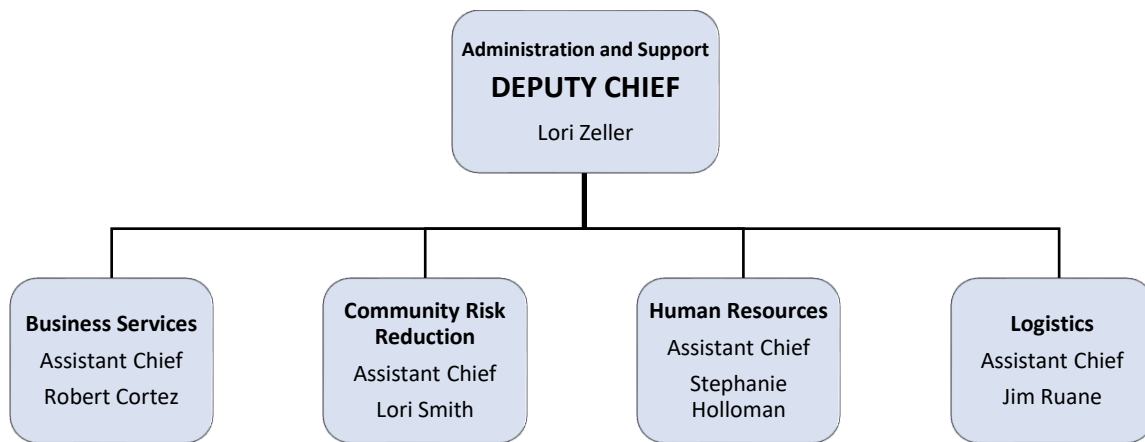 Administration and Support
DEPUTY CHIEF
Lori Zeller
Business Services
Assistant Chief
Robert Cortez
Community Risk
Reduction
Assistant Chief
Lori Smith
Human Resources
Assistant Chief
Stephanie
Holloman
Logistics
Assistant Chief
Jim Ruane